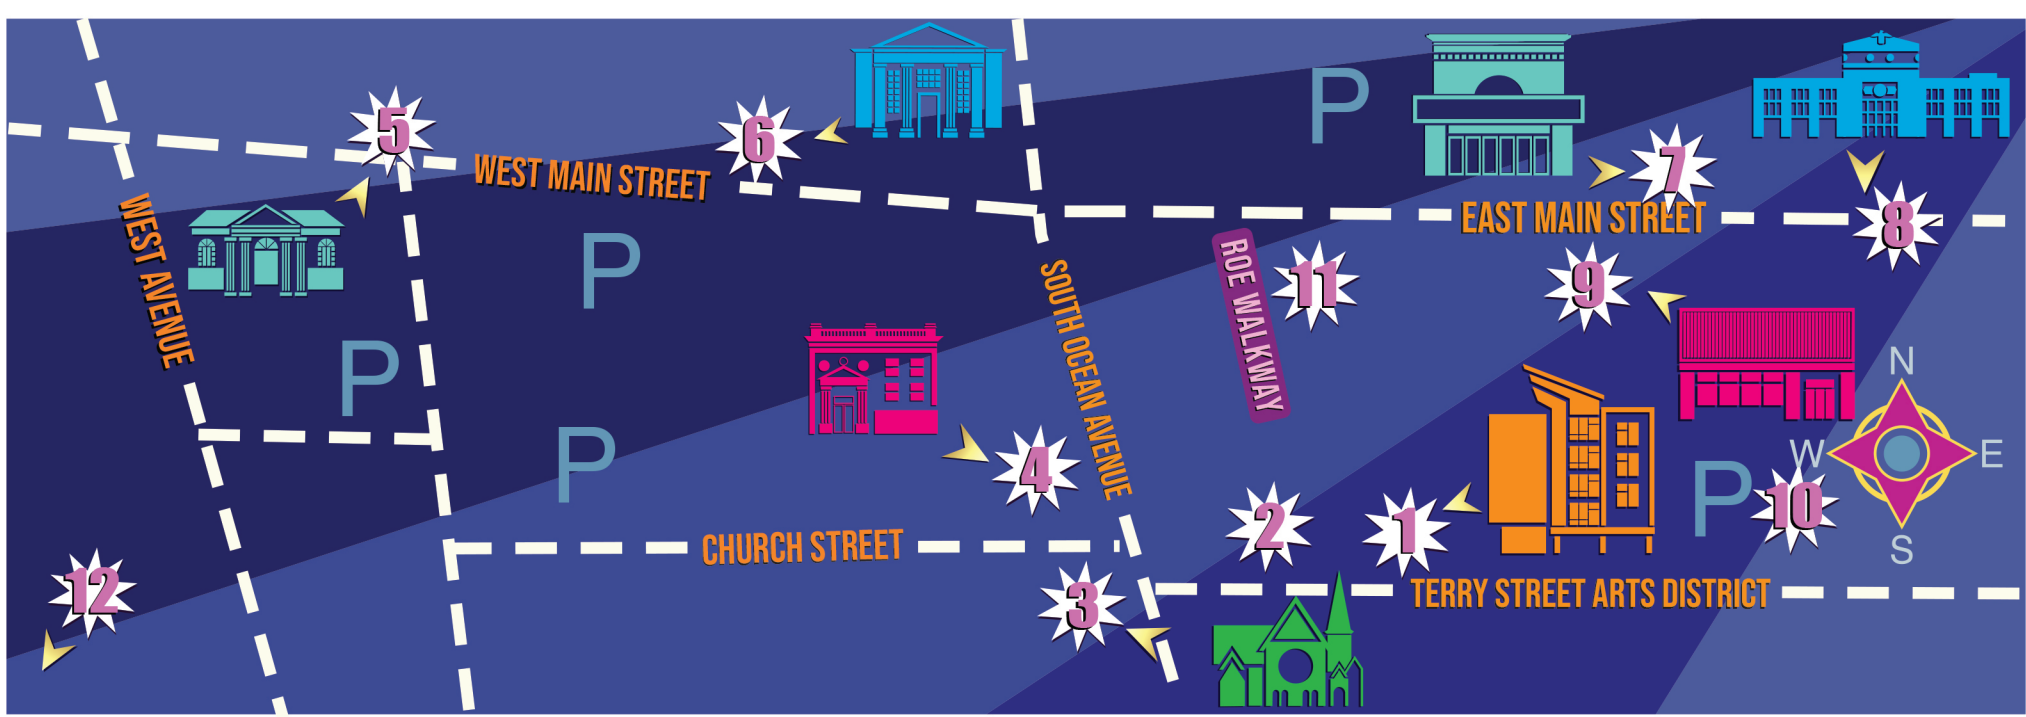 5
6
P
7
WEST MAIN STREET
EAST MAIN STREET
8
WEST AVENUE
P
SOUTH OCEAN AVENUE
ROE WALKWAY
11
9
P
N
W
E
S
P
4
P
10
2
1
CHURCH STREET
12
3
TERRY STREET ARTS DISTRICT